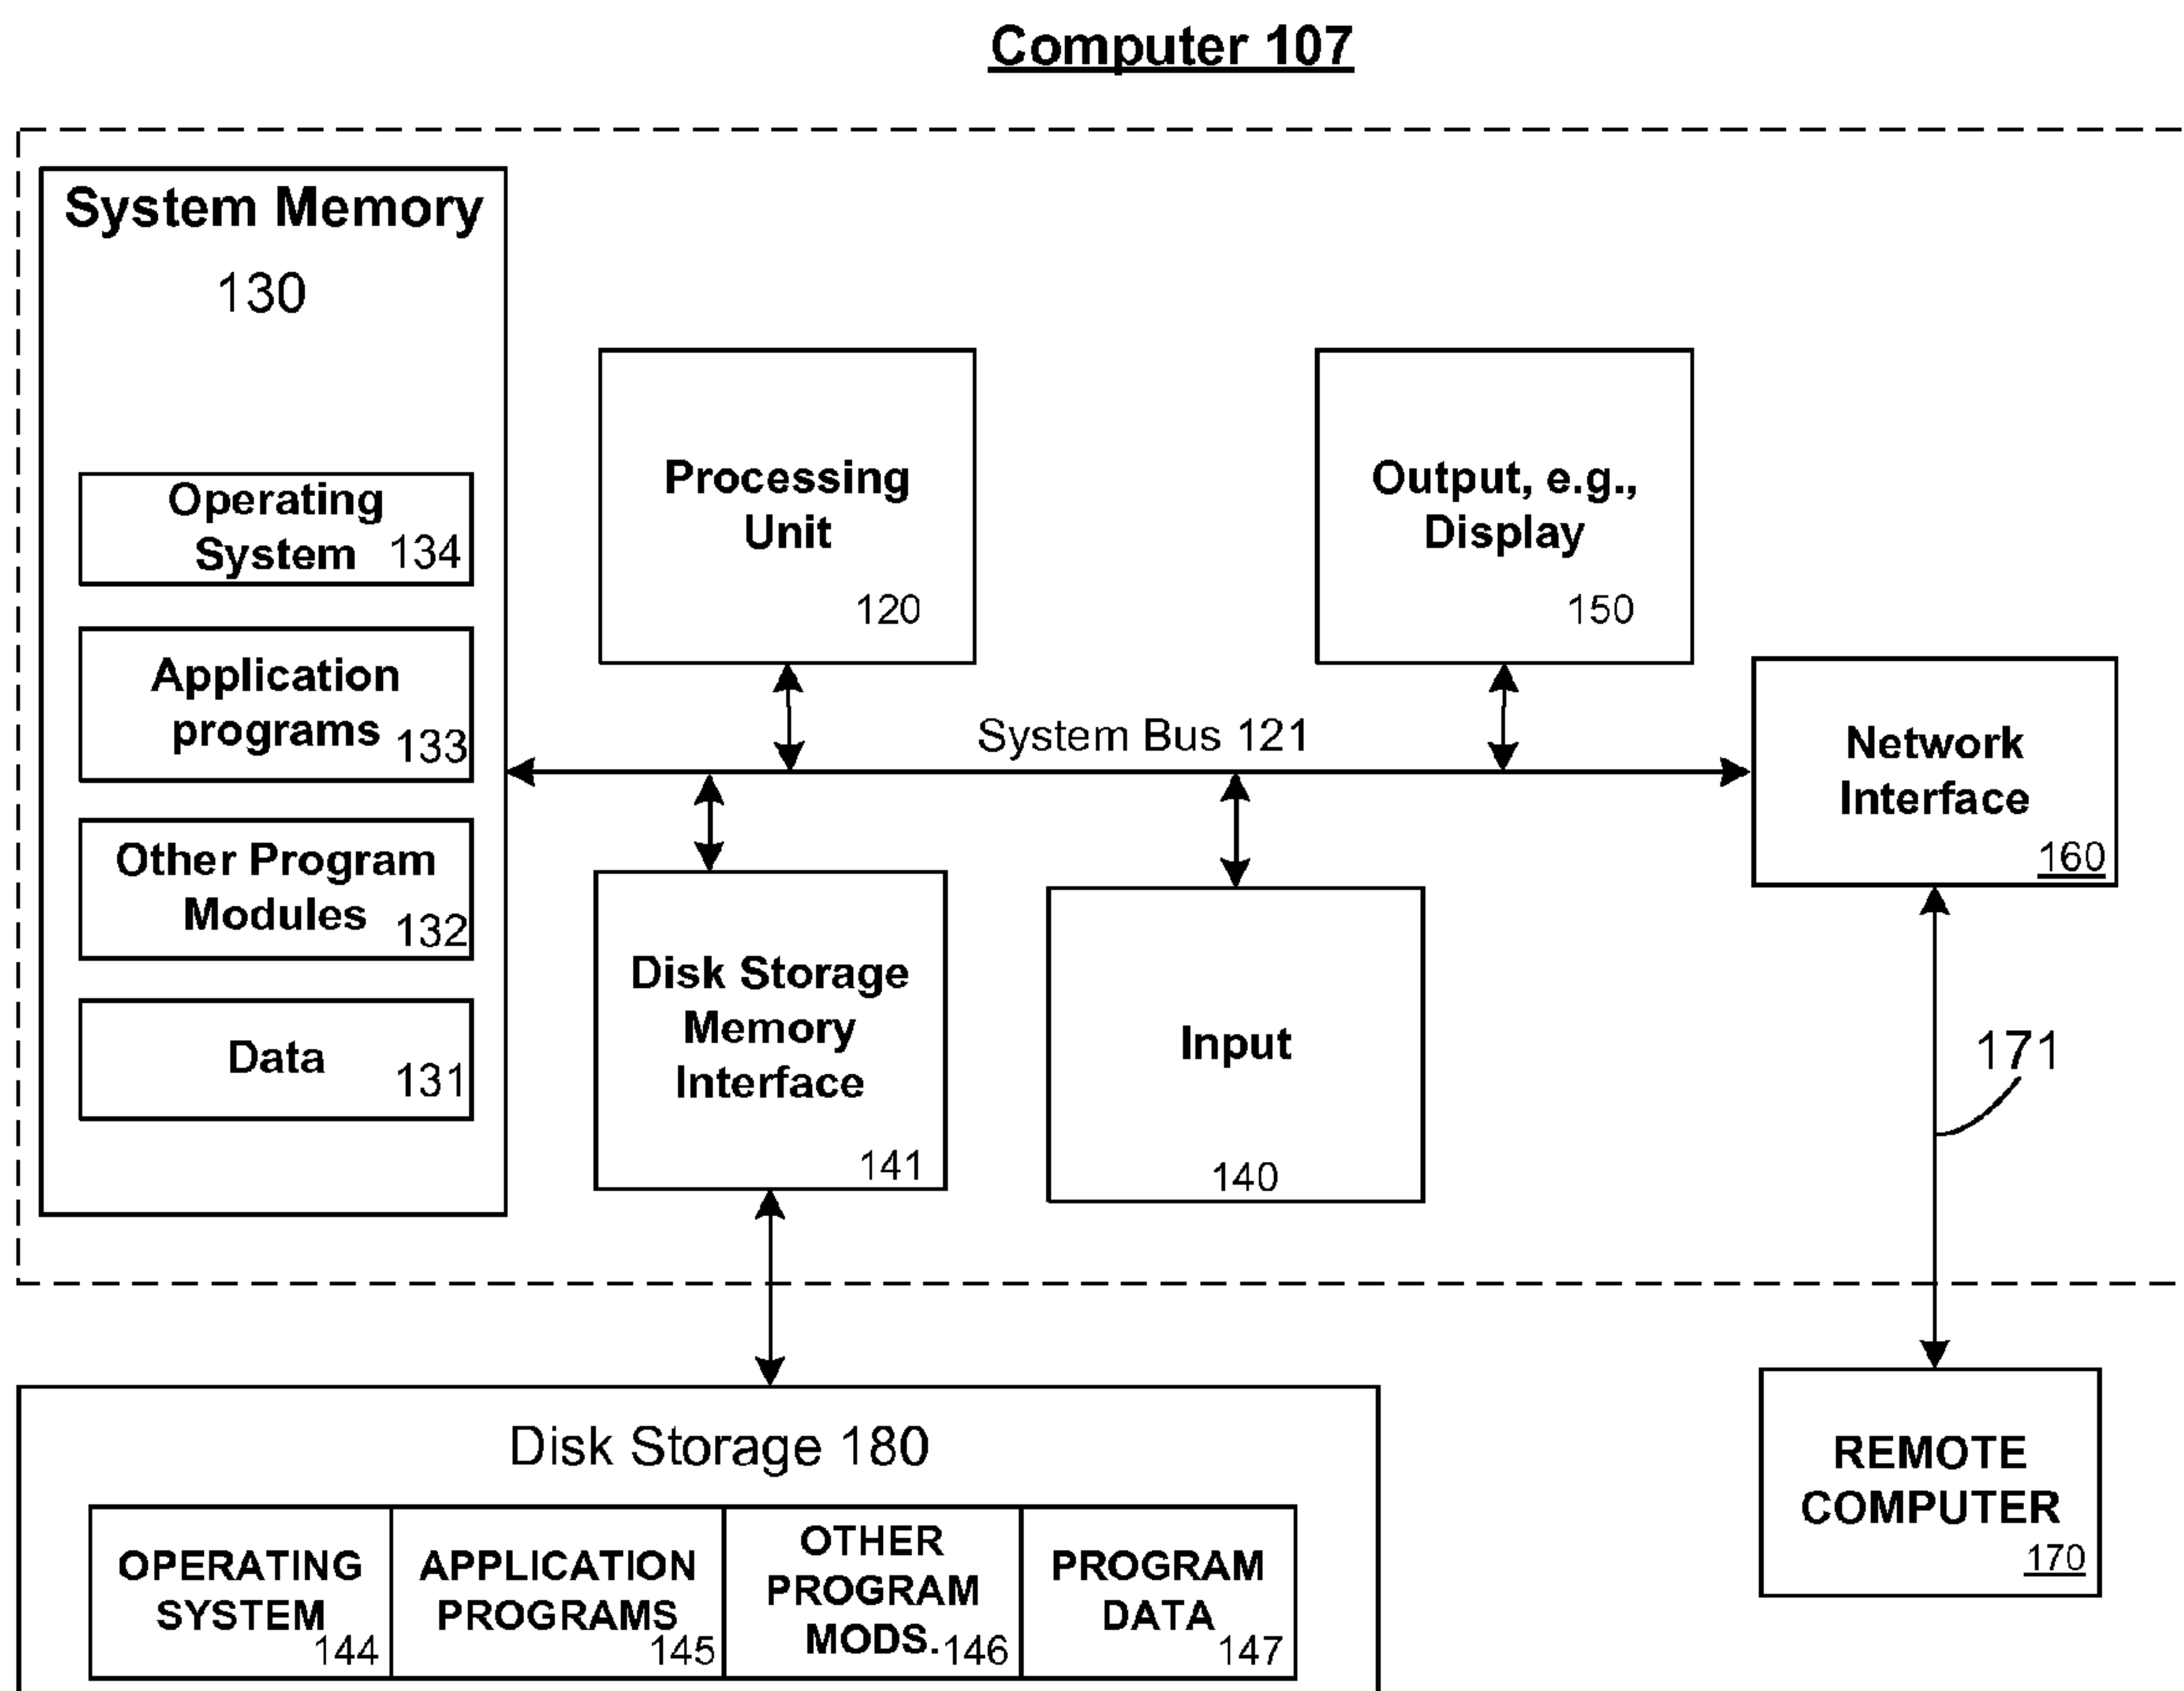 Computer 107
System Memory
130
Operating
System 134
Application
programs 133
Other Program
Modules 132
Data 131
Processing
Unit
120
Output, e.g.,
Display
150
System Bus 121
Network
Interface
160
Disk Storage
Memory
Interface
141
Input
140
171
Disk Storage 180
OPERATING
SYSTEM
144
APPLICATION
PROGRAMS
145
OTHER
PROGRAM
MODS. 146
PROGRAM
DATA
147
REMOTE
COMPUTER
170